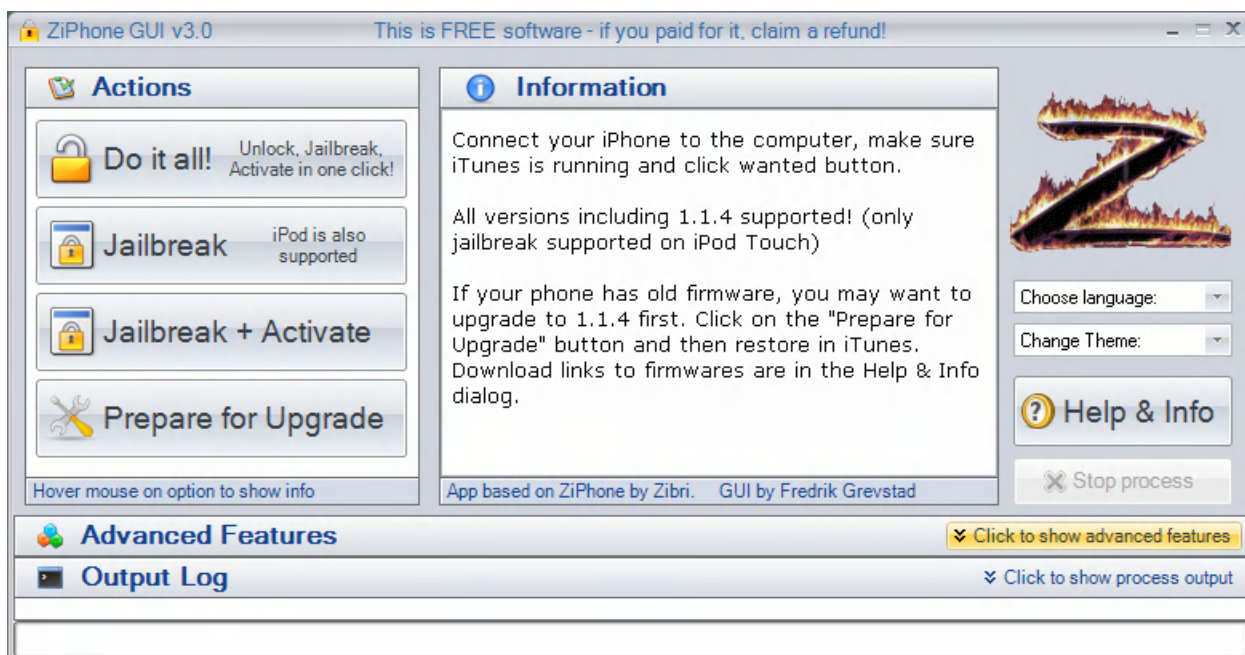 ZiPhone GUI v3.0
This is FREE software - if you paid for it, claim a refund!
Actions
Do it all!
Unlock, Jailbreak,
Activate in one click!
Jailbreak
iPod is also
supported
Jailbreak + Activate
Prepare for Upgrade
Hover mouse on option to show info
Information
Connect your iPhone to the computer, make sure
iTunes is running and click wanted button.
All versions including 1.1.4 supported! (only
jailbreak supported on iPod Touch)
If your phone has old firmware, you may want to
upgrade to 1.1.4 first. Click on the "Prepare for
Upgrade" button and then restore in iTunes.
Download links to firmwares are in the Help & Info
dialog.
App based on ZiPhone by Zibri. GUI by Fredrik Grevstad
Z
Choose language:
Change Theme:
Help & Info
Stop process
Advanced Features
Click to show advanced features
Output Log
Click to show process output